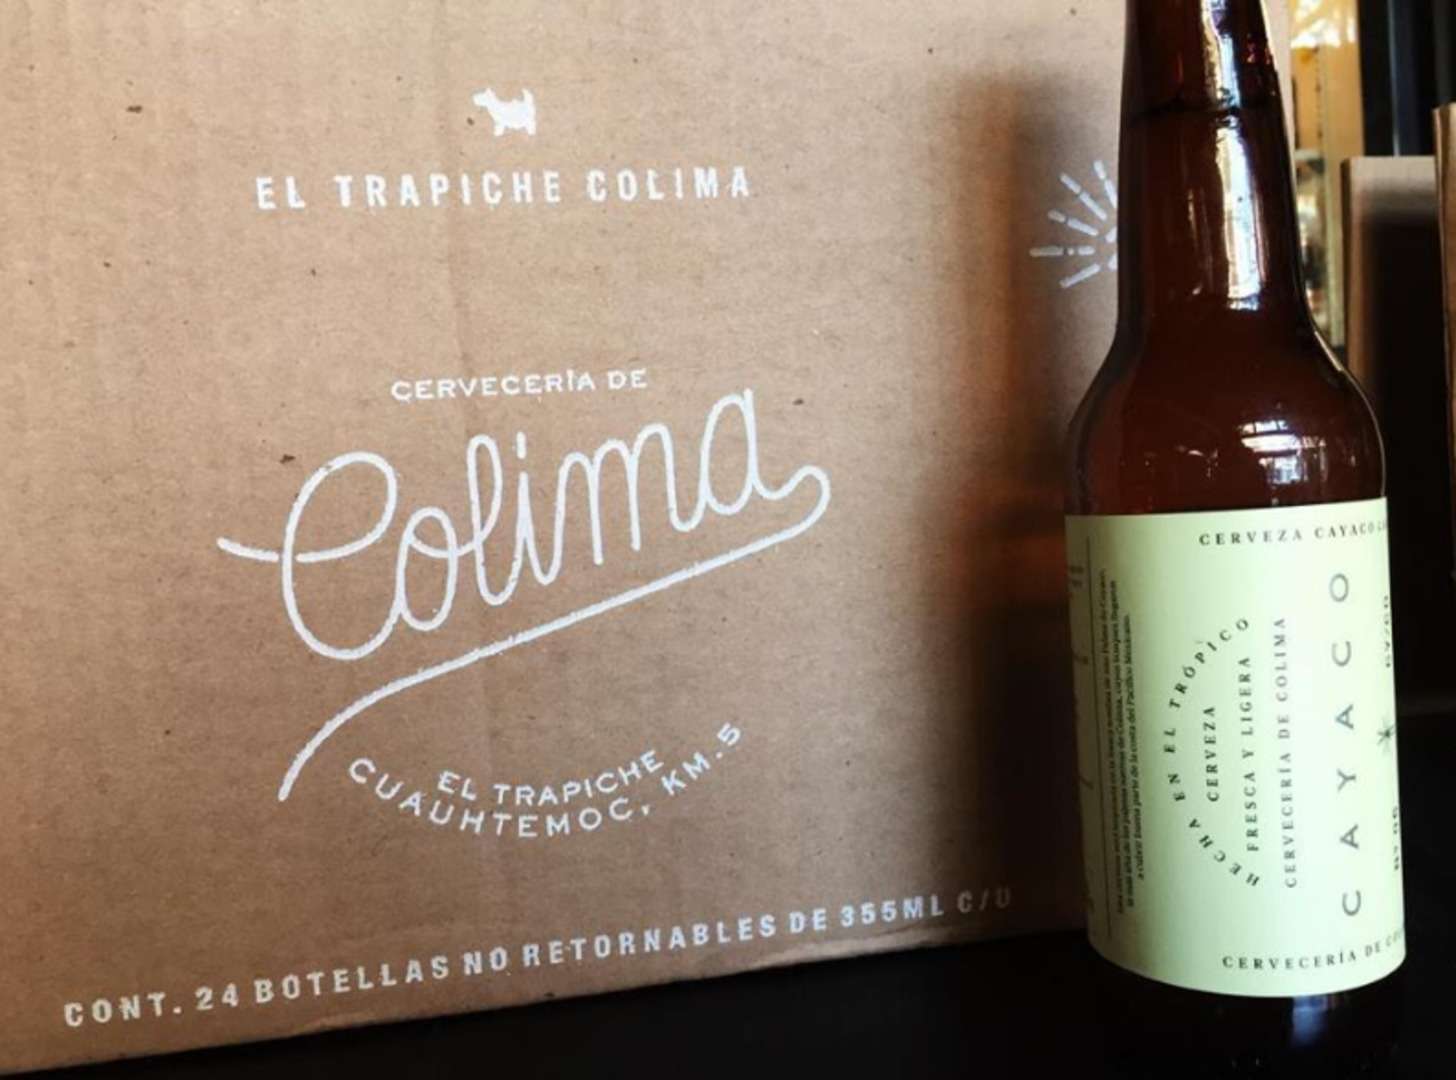 EL TRAPICHE COLIMA
CERVECERÍA DE
Colima
EL TRAPICHE
CUAUHTEMOC, KM.5
CONT. 24 BOTELLAS NO RETORNABLES DE 355ML C/U
CERVEZA CAYACO
HECHA EN EL TRÓPICO
CERVEZA
FRESCA Y LIGERA
CERVECERÍA DE COLIMA
CAYACO
CERVECERÍA DE